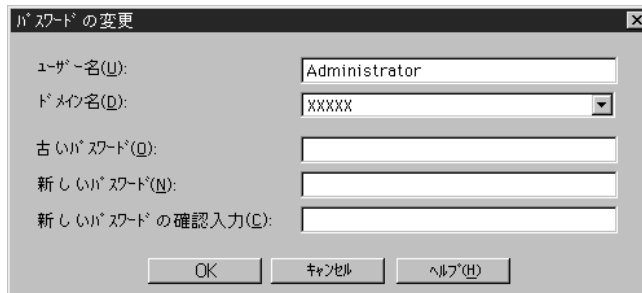 ﾊﾟｽﾜｰﾄﾞの変更
ﾕｰｻﾞｰ名(U):
Administrator
ﾄﾞﾒｲﾝ名(D):
XXXXX
古いﾊﾟｽﾜｰﾄﾞ(O):
新しいﾊﾟｽﾜｰﾄﾞ(N):
新しいﾊﾟｽﾜｰﾄﾞの確認入力(C):
OK ｷｬﾝｾﾙ ﾍﾙﾌﾟ(H)